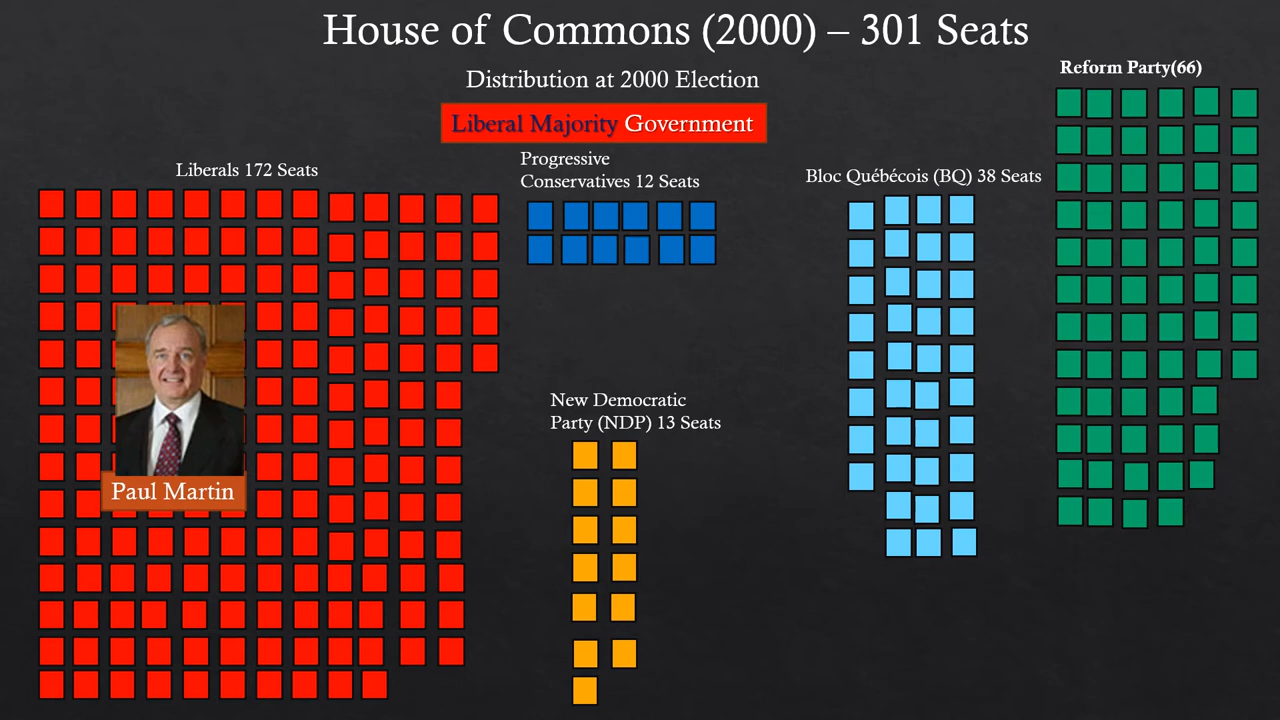 House of Commons (2000) – 301 Seats
Distribution at 2000 Election
Liberal Majority Government
Reform Party(66)
Liberals 172 Seats
Progressive
Conservatives 12 Seats
Bloc Québécois (BQ) 38 Seats
New Democratic
Party (NDP) 13 Seats
Paul Martin